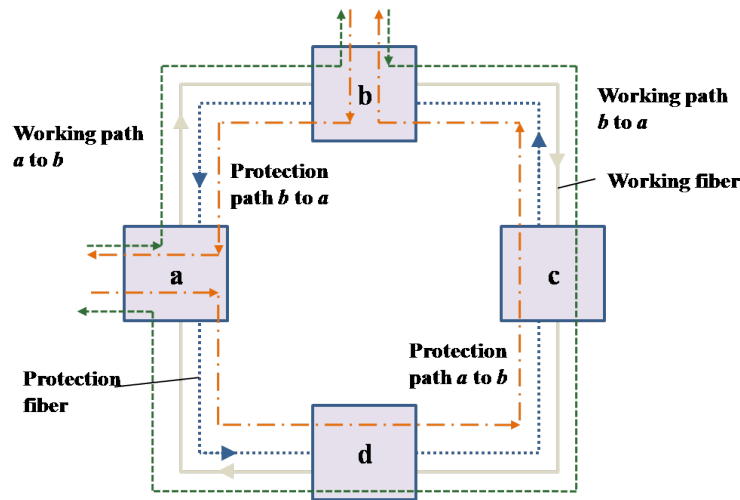 b
Working path
a to b
Working path
b to a
Protection
path b to a
Working fiber
a
c
Protection
fiber
Protection
path a to b
d